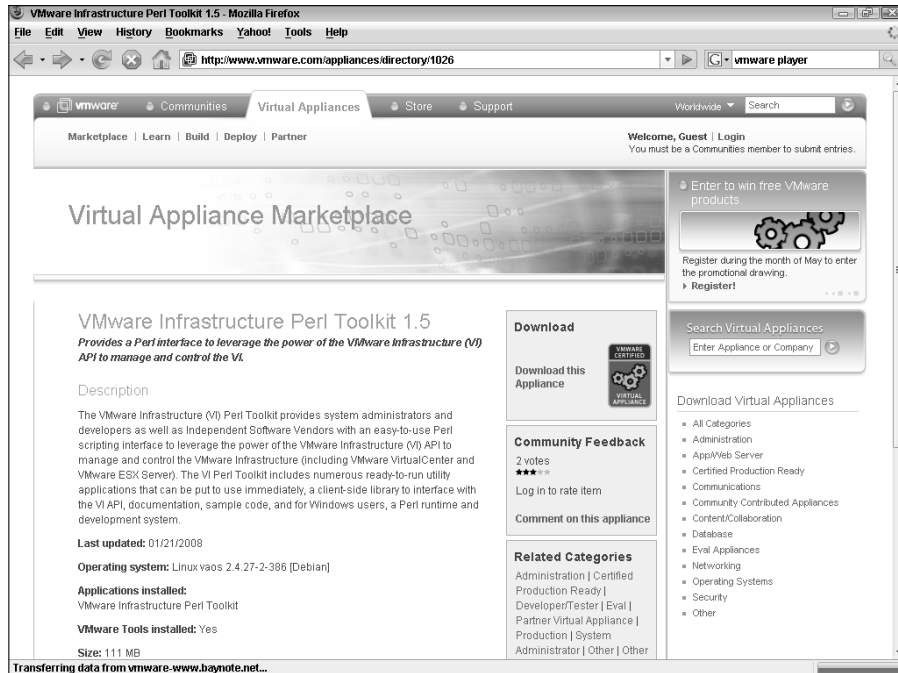 VMware Infrastructure Perl Toolkit 1.5 - Mozilla Firefox
File Edit View History Bookmarks Yahoo! Tools Help
http://www.vmware.com/appliances/directory/1026
G vmware player
vmware Communities Virtual Appliances Store Support Worldwide Search
Marketplace | Learn | Build | Deploy | Partner
Welcome, Guest | Login
You must be a Communities member to submit entries.
Virtual Appliance Marketplace
Enter to win free VMware
products.
Register during the month of May to enter
the promotional drawing.
Register!
VMware Infrastructure Perl Toolkit 1.5
Provides a Perl interface to leverage the power of the VMware Infrastructure (VI)
API to manage and control the VI.
Description
The VMware Infrastructure (VI) Perl Toolkit provides system administrators and
developers as well as Independent Software Vendors with an easy-to-use Perl
scripting interface to leverage the power of the VMware Infrastructure (VI) API to
manage and control the VMware Infrastructure (including VMware VirtualCenter and
VMware ESX Server). The VI Perl Toolkit includes numerous ready-to-run utility
applications that can be put to use immediately, a client-side library to interface with
the VI API, documentation, sample code, and for Windows users, a Perl runtime and
development system.
Last updated: 01/21/2008
Operating system: Linux vaos 2.4.27-2-386 [Debian]
Applications installed:
VMware Infrastructure Perl Toolkit
VMware Tools installed: Yes
Size: 111 MB
Download
Download this
Appliance
VMWARE
CERTIFIED
VIRTUAL
APPLIANCE
Community Feedback
2 votes
Log in to rate item
Comment on this appliance
Related Categories
Administration | Certified
Production Ready |
Developer/Tester | Eval |
Partner Virtual Appliance |
Production | System
Administrator | Other | Other
Search Virtual Appliances
Enter Appliance or Company
Download Virtual Appliances
All Categories
Administration
App/Web Server
Certified Production Ready
Communications
Community Contributed Appliances
Content/Collaboration
Database
Eval Appliances
Networking
Operating Systems
Security
Other
Transferring data from vmware-www.baynote.net...